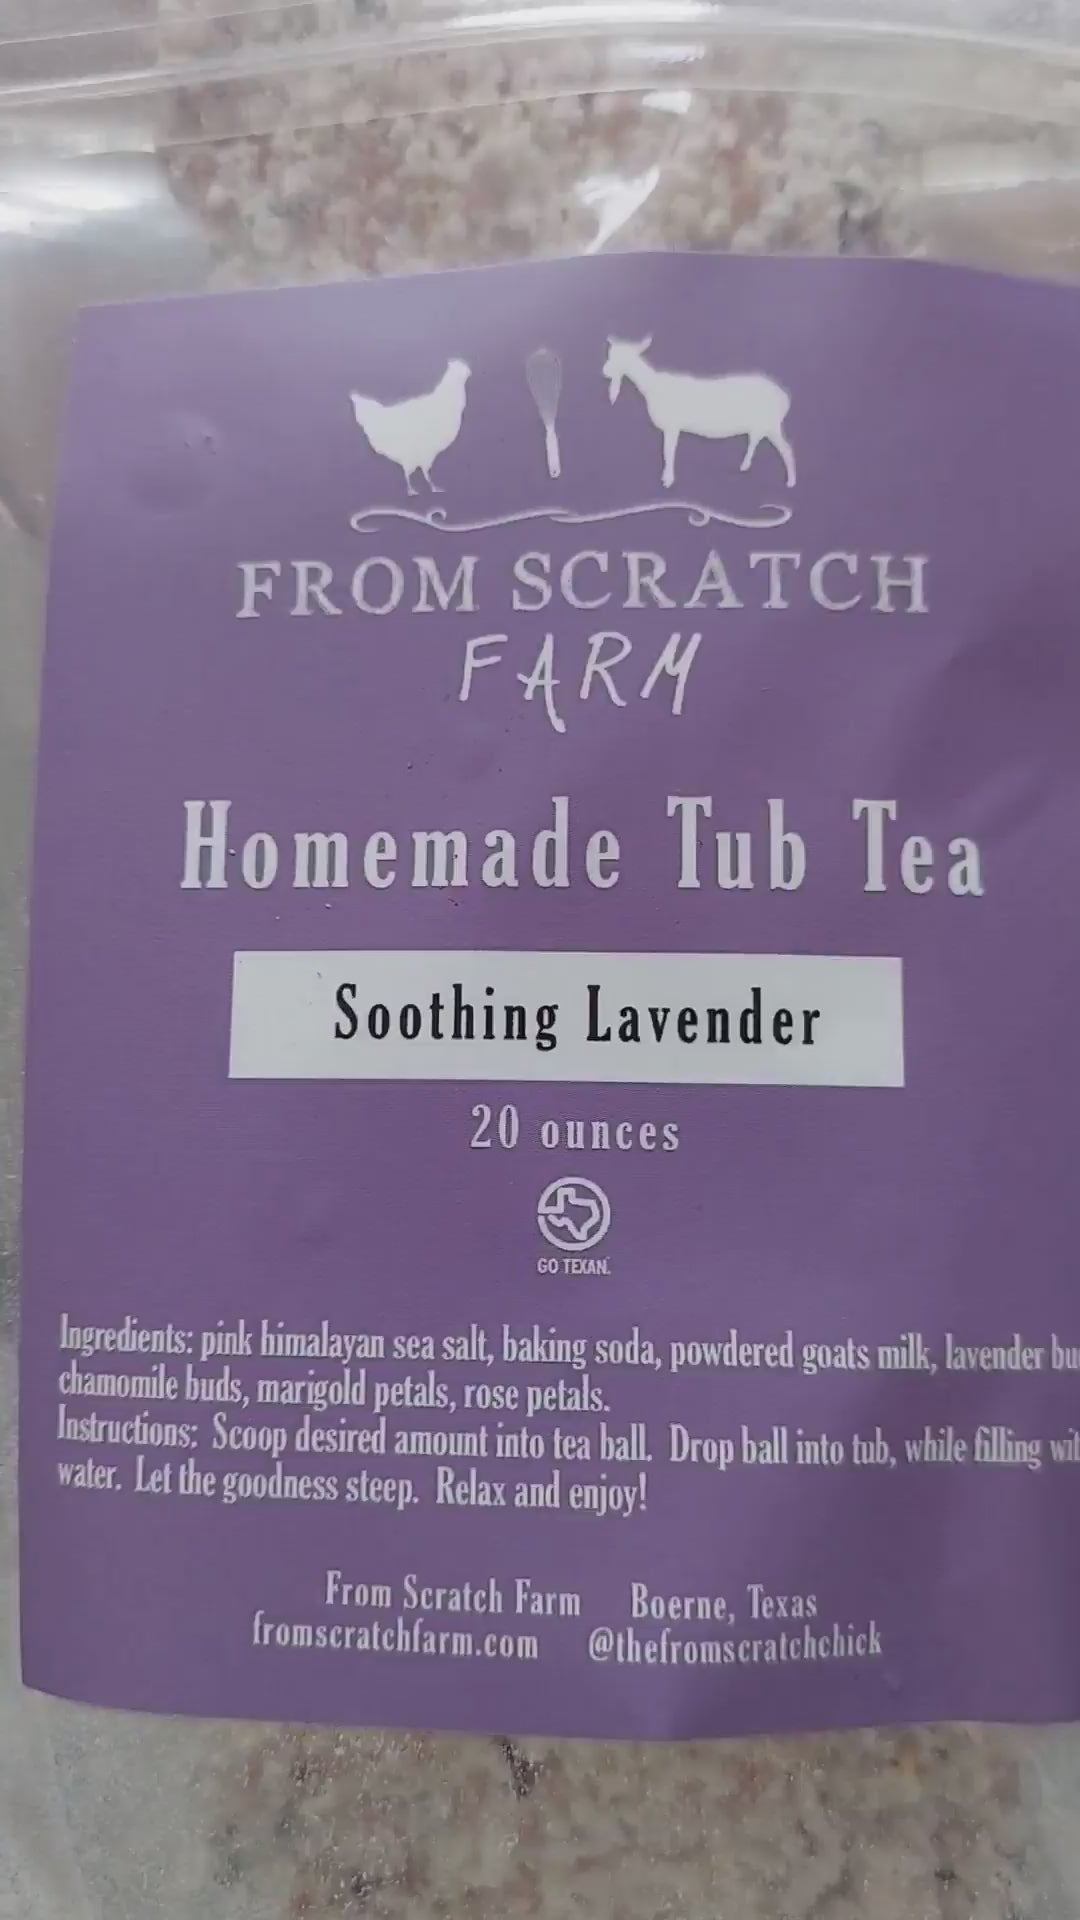 FROM SCRATCH
FARM
Homemade Tub Tea
Soothing Lavender
20 ounces
GO TEXAN.
Ingredients: pink himalayan sea salt, baking soda, powdered goats milk, lavender
chamomile buds, marigold petals, rose petals.
Instructions: Scoop desired amount into tea ball. Drop ball into tub, while filling
water. Let the goodness steep. Relax and enjoy!
From Scratch Farm Boerne, Texas
fromscratchfarm.com @thefromscratchchick